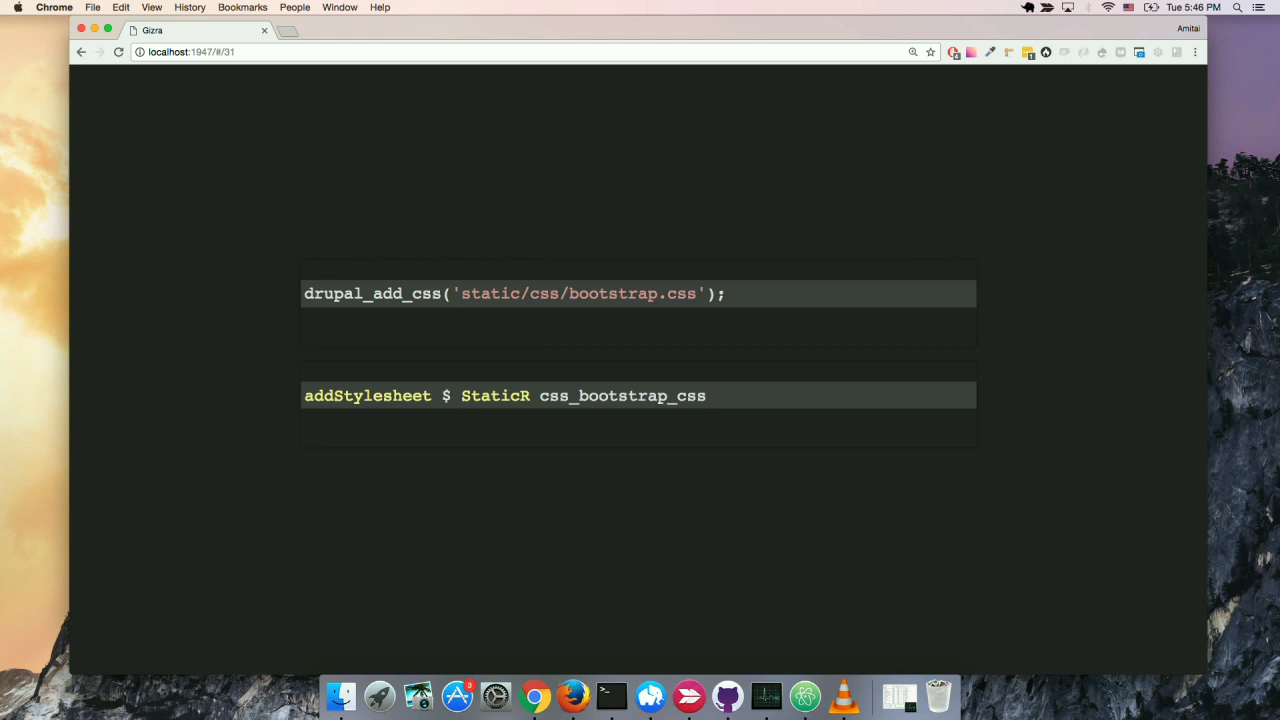 Chrome File Edit View History Bookmarks People Window Help Tue 5:46 PM
Gizra Amitai
localhost:1947/#/31
drupal_add_css('static/css/bootstrap.css');
addStylesheet $ StaticR css_bootstrap_css
3